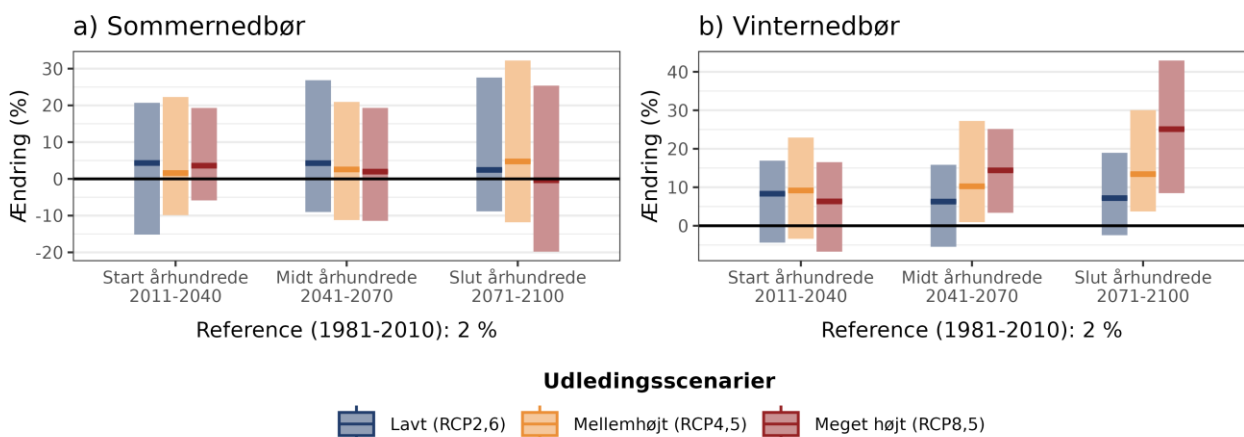 a) Sommernedbør
Ændring (%)
30
20
10
0
-10
-20
Start århundrede
2011-2040
Midt århundrede
2041-2070
Slut århundrede
2071-2100
Reference (1981-2010): 2 %
b) Vinternedbør
Ændring (%)
40
30
20
10
0
Start århundrede
2011-2040
Midt århundrede
2041-2070
Slut århundrede
2071-2100
Reference (1981-2010): 2 %
Udledingsscenarier
Lavt (RCP2,6)
Mellemhøjt (RCP4,5)
Meget højt (RCP8,5)